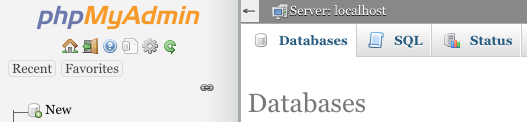 phpMyAdmin
Recent Favorites
New
Server: localhost
Databases SQL Status
Databases